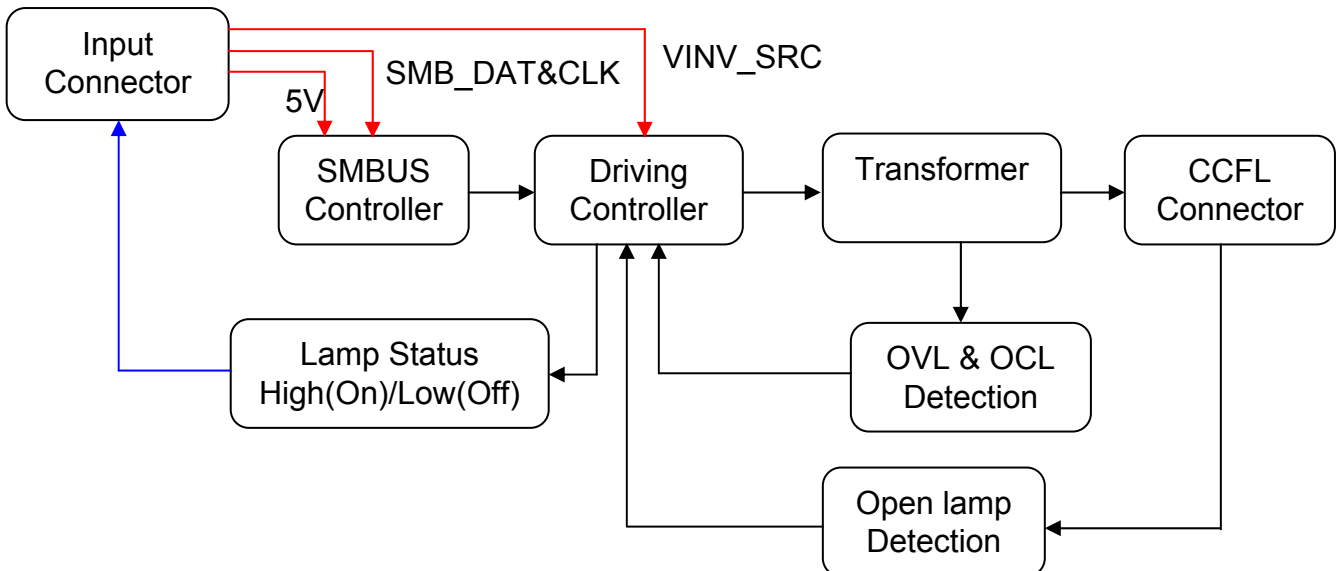 Input
Connector
VINV_SRC
SMB_DAT&CLK
5V
SMBUS
Controller
Driving
Controller
Transformer
CCFL
Connector
Lamp Status
High(On)/Low(Off)
OVL & OCL
Detection
Open lamp
Detection